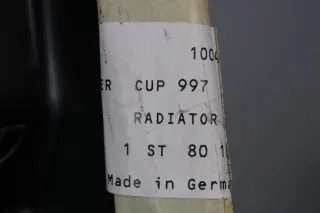 1004
ER CUP 997
RADIATOR
1 ST 80 1
Made in Germa